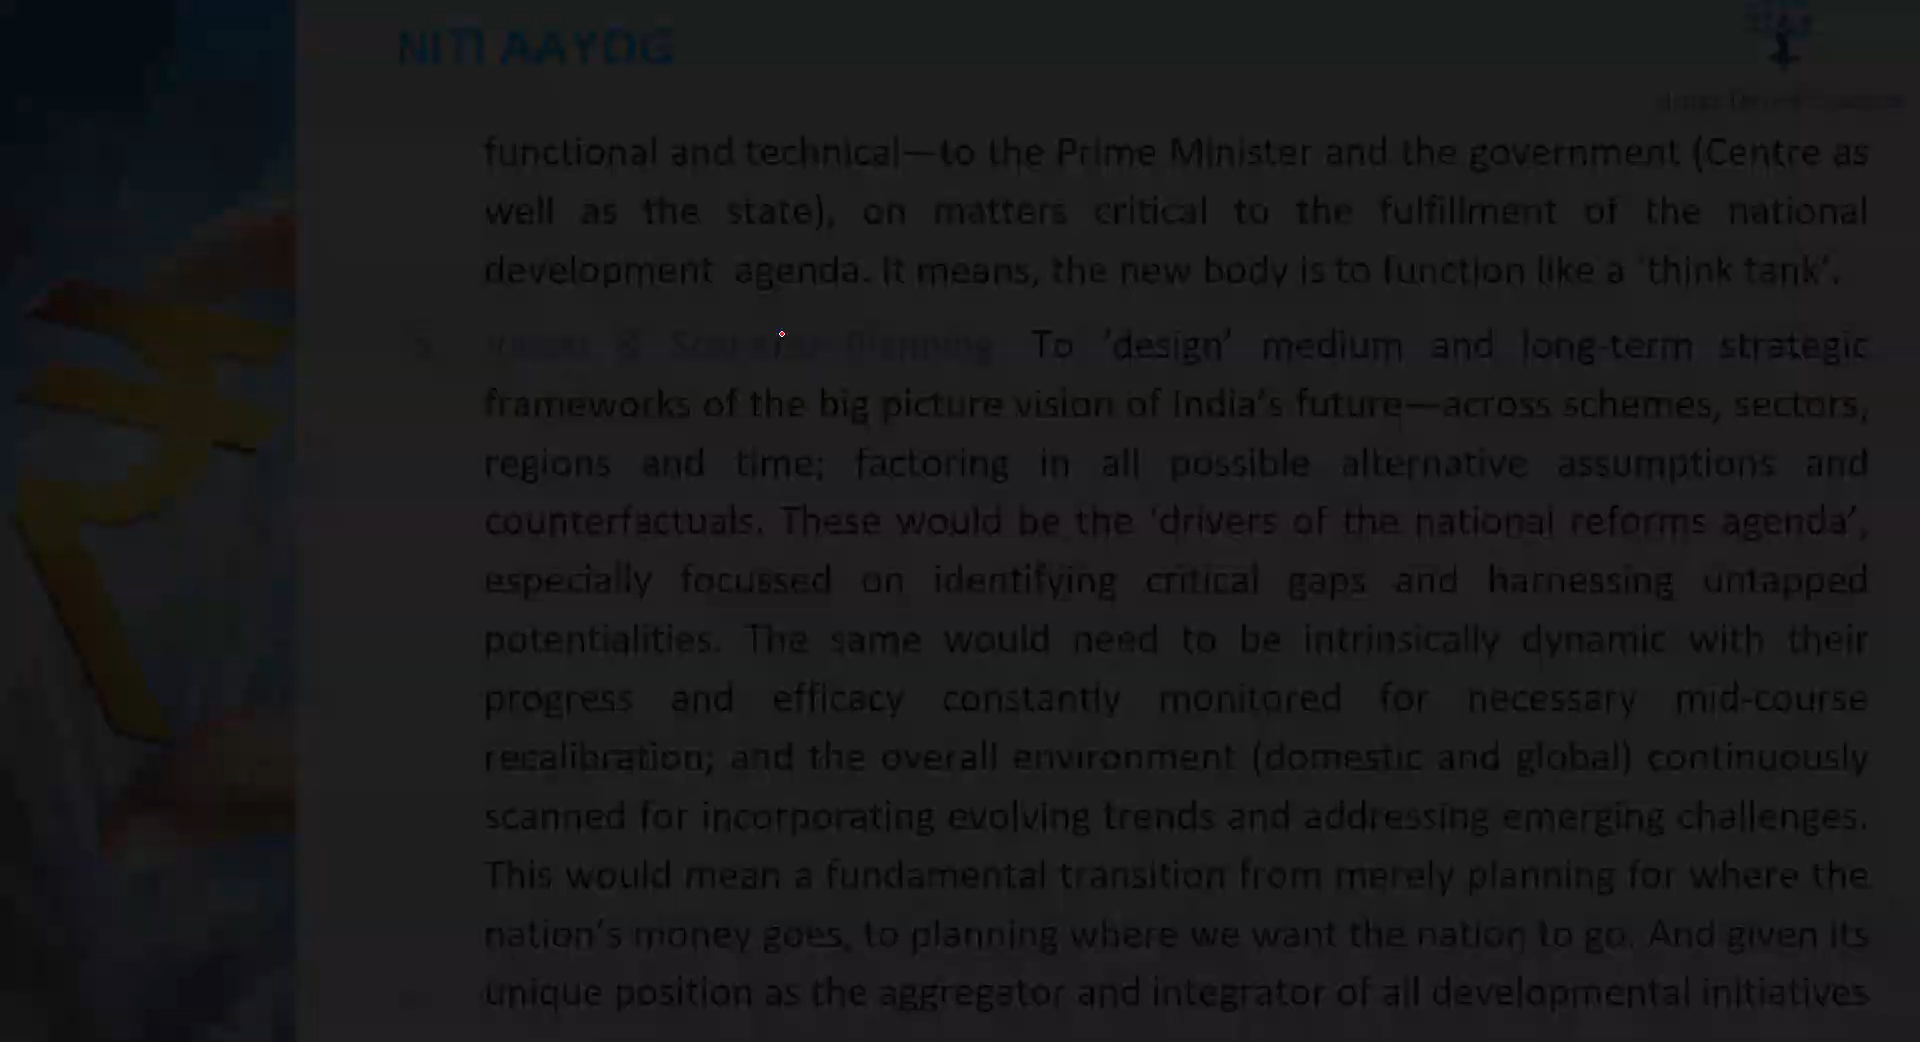 NITI AAYOG
functional and technical—to the Prime Minister and the government (Centre as
well as the state), on matters critical to the fulfillment of the national
development agenda. It means, the new body is to function like a ‘think tank’.
5. Vision & Scenario Planning To ‘design’ medium and long-term strategic
frameworks of the big picture vision of India’s future—across schemes, sectors,
regions and time; factoring in all possible alternative assumptions and
counterfactuals. These would be the ‘drivers of the national reforms agenda’,
especially focussed on identifying critical gaps and harnessing untapped
potentialities. The same would need to be intrinsically dynamic with their
progress and efficacy constantly monitored for necessary mid-course
recalibration; and the overall environment (domestic and global) continuously
scanned for incorporating evolving trends and addressing emerging challenges.
This would mean a fundamental transition from merely planning for where the
nation’s money goes, to planning where we want the nation to go. And given its
unique position as the aggregator and integrator of all developmental initiatives